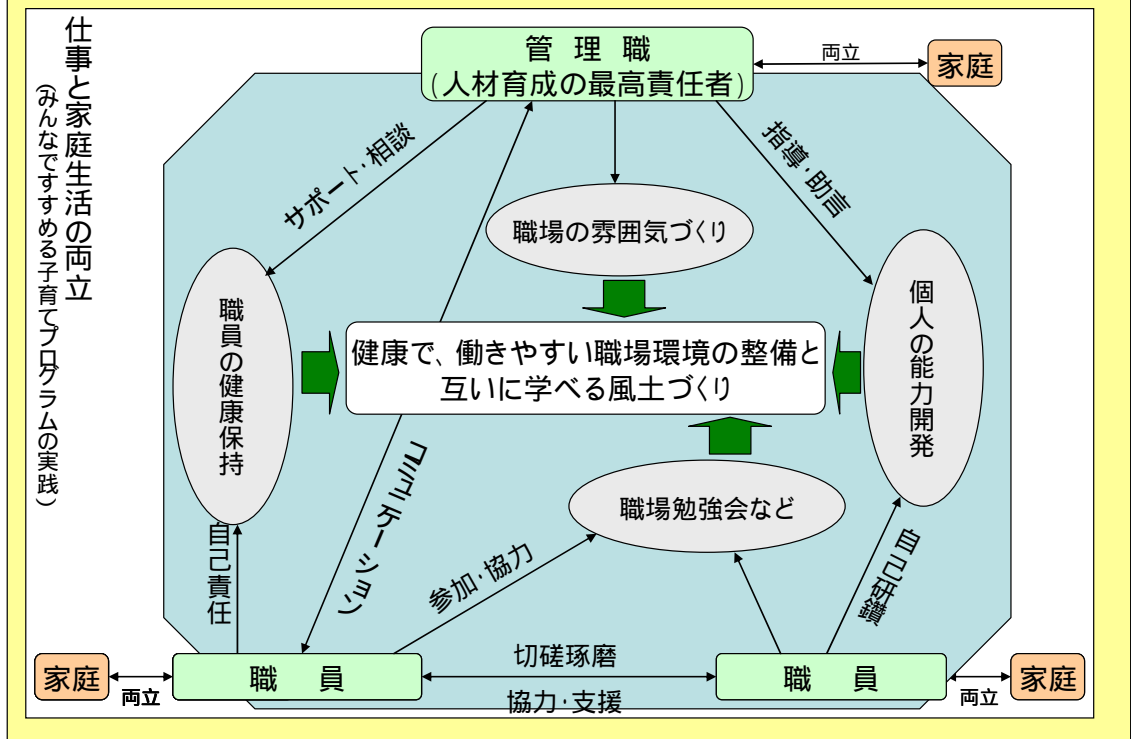 仕事と家庭生活の両立
(みんなですすめる子育てプログラムの実践)
管 理 職
(人材育成の最高責任者)
両立
家庭
サポート・相談
指導・助言
職場の雰囲気づくり
職員の健康保持
個人の能力開発
健康で、働きやすい職場環境の整備と
互いに学べる風土づくり
コミュニケーション
職場勉強会など
自己責任
参加・協力
自己研鑽
家庭
両立
職 員
切磋琢磨
協力・支援
職 員
両立
家庭